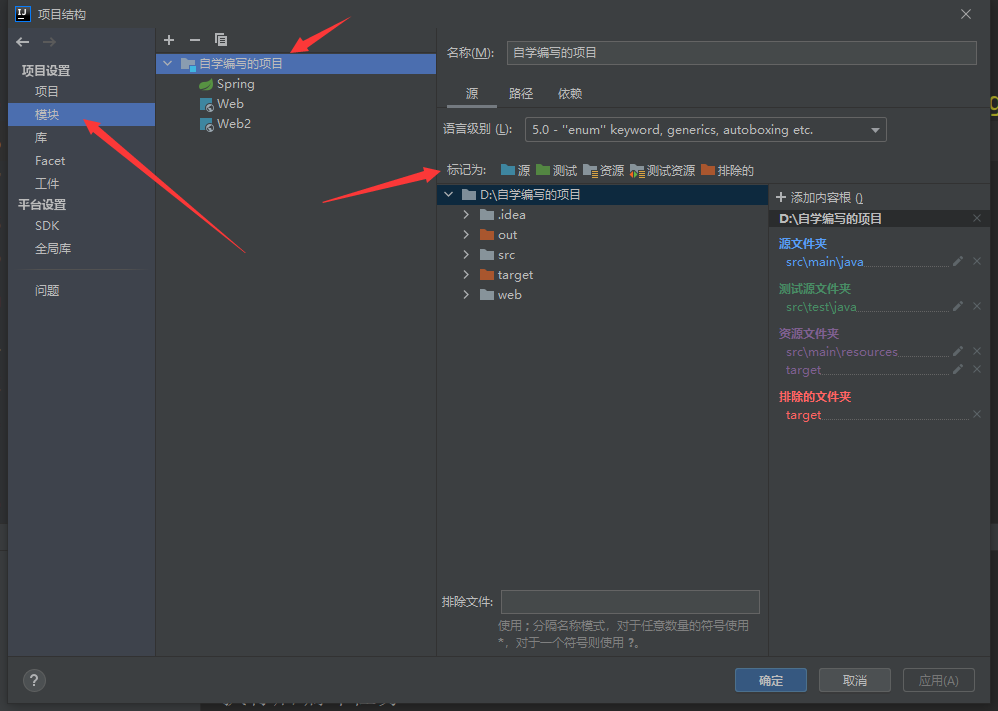 项目结构
项目设置
项目
模块
库
Facet
工件
平台设置
SDK
全局库
问题
自学编写的项目
Spring
Web
Web2
名称(M): 自学编写的项目
源 路径 依赖
语言级别 (L): 5.0 - "enum" keyword, generics, autoboxing etc.
标记为: 源 测试 资源 测试资源 排除的
D:\自学编写的项目
.idea
out
src
target
web
添加内容根 ()
D:\自学编写的项目
源文件夹
src\main\java
测试源文件夹
src\test\java
资源文件夹
src\main\resources
target
排除的文件夹
target
排除文件:
使用 ; 分隔名称模式，对于任意数量的符号使用
*，对于一个符号则使用 ?。
?
确定 取消 应用(A)